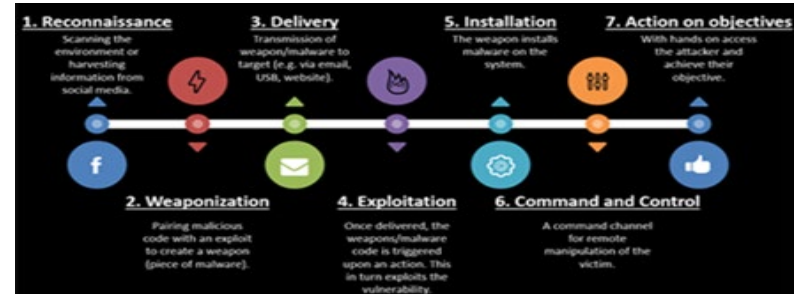 1. Reconnaissance
Scanning the
environment or
harvesting
information from
social media.
3. Delivery
Transmission of
weapon/malware to
target (e.g. via email,
USB, website).
5. Installation
The weapon installs
malware on the
system.
7. Action on objectives
With hands on access
the attacker and
achieve their
objective.
f
2. Weaponization
Pairing malicious
code with an exploit
to create a weapon
(piece of malware).
4. Exploitation
Once delivered, the
weapons/malware
code is triggered
upon an action. This
in turn exploits the
vulnerability.
6. Command and Control
A command channel
for remote
manipulation of the
victim.